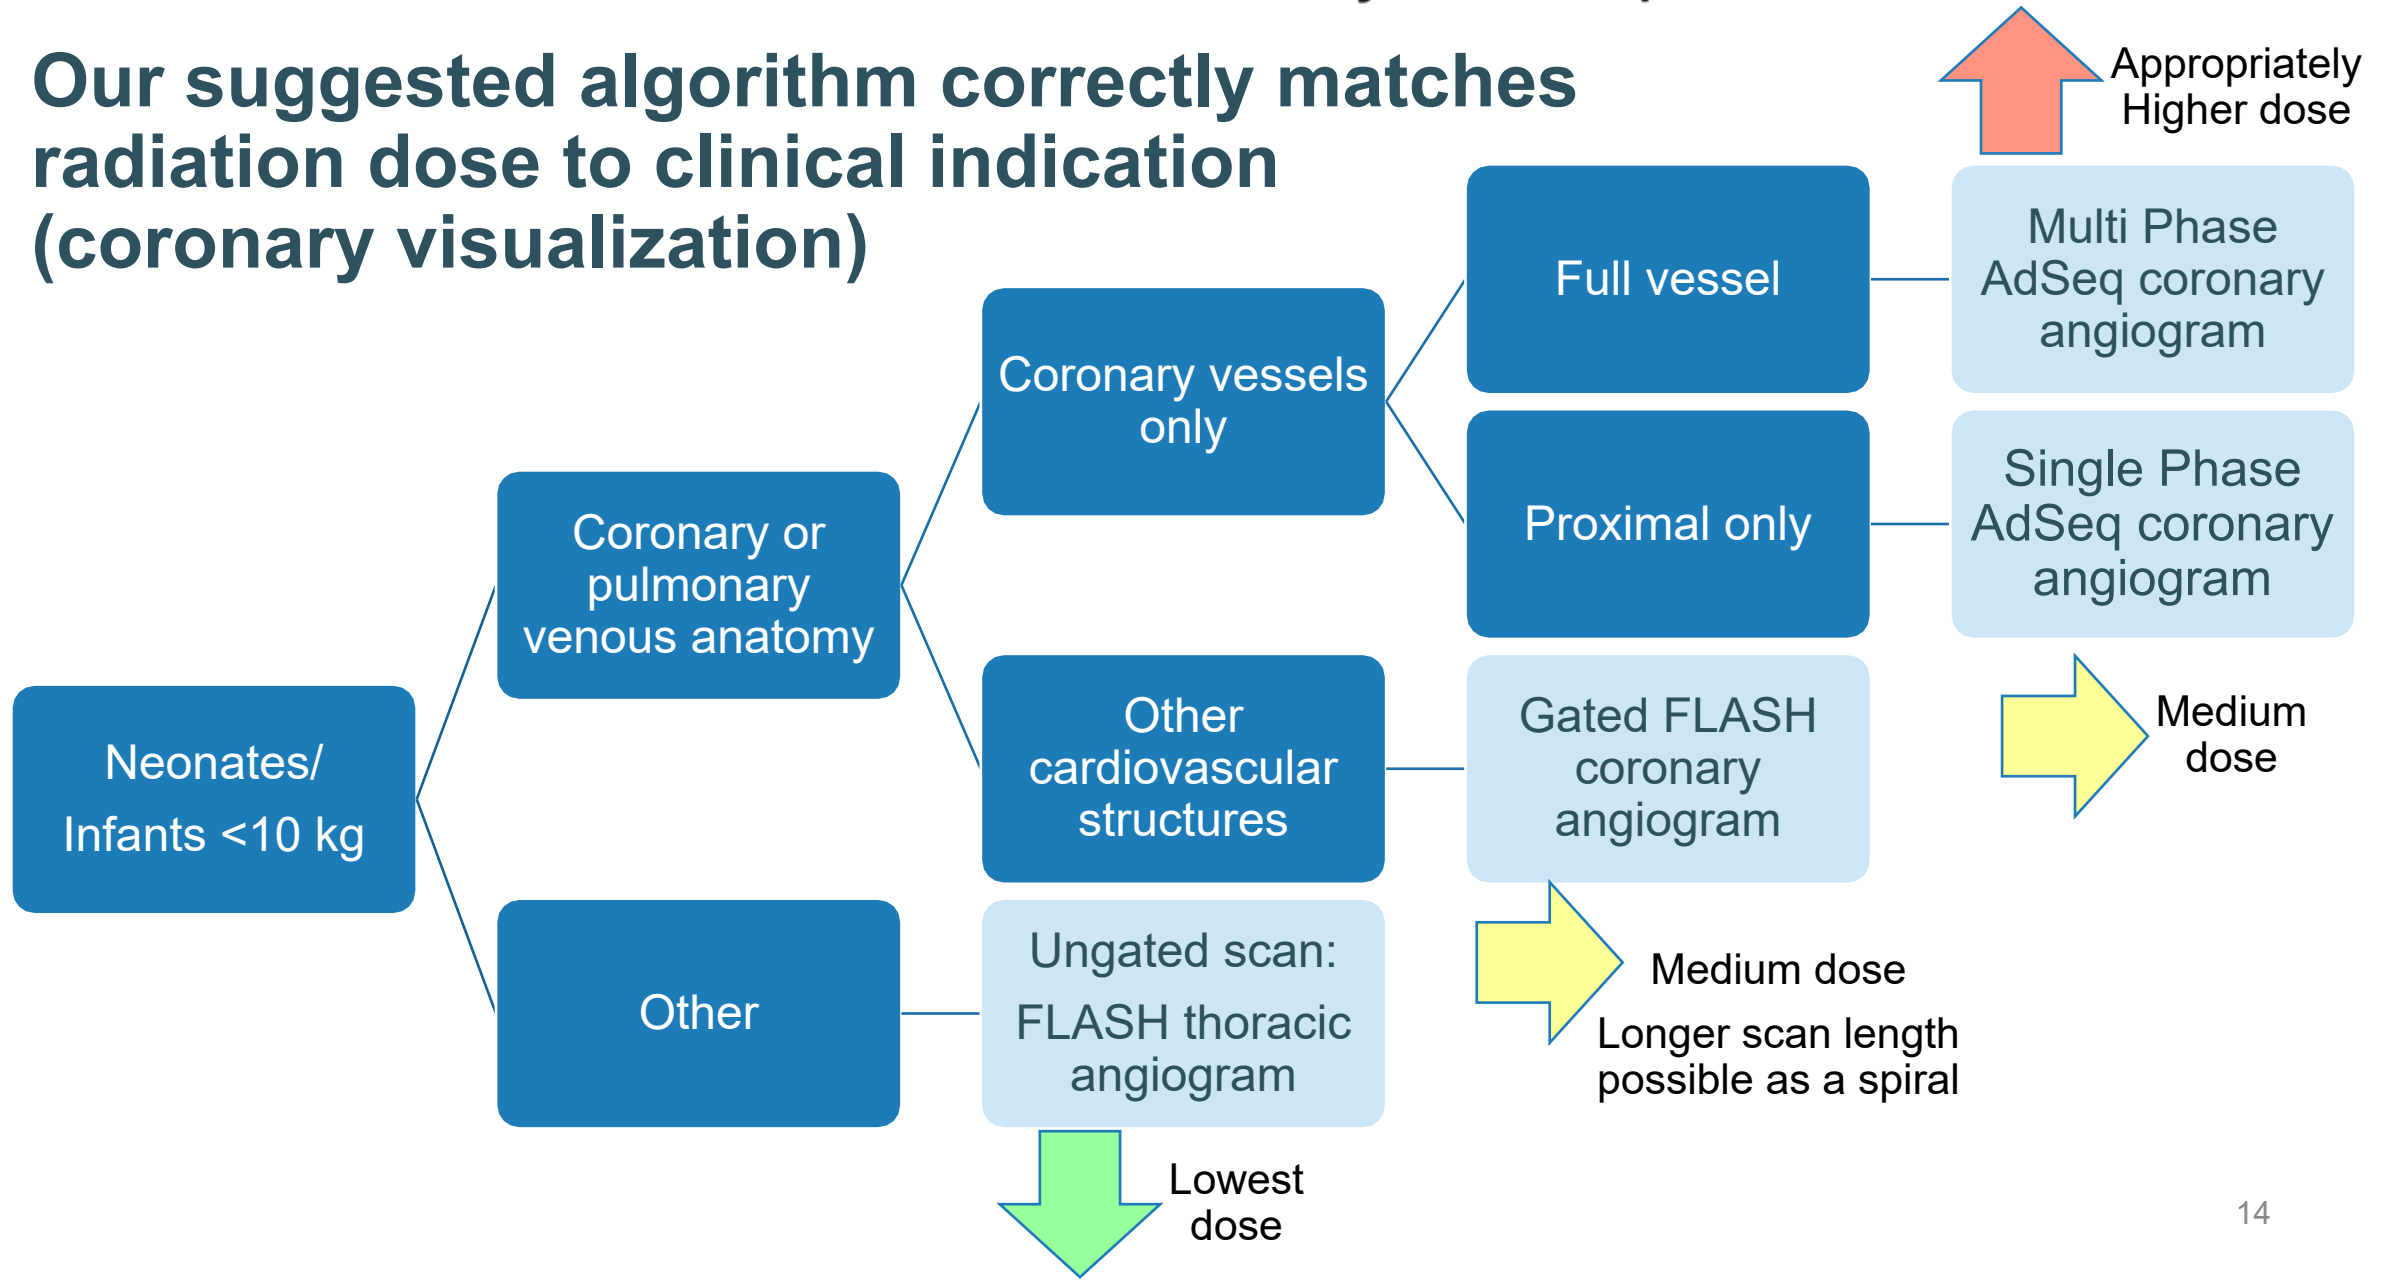 Our suggested algorithm correctly matches
radiation dose to clinical indication
(coronary visualization)
Appropriately
Higher dose
Neonates/
Infants <10 kg
Coronary or
pulmonary
venous anatomy
Other
Coronary vessels
only
Other
cardiovascular
structures
Ungated scan:
FLASH thoracic
angiogram
Full vessel
Proximal only
Gated FLASH
coronary
angiogram
Multi Phase
AdSeq coronary
angiogram
Single Phase
AdSeq coronary
angiogram
Medium
dose
Medium dose
Longer scan length
possible as a spiral
Lowest
dose
14